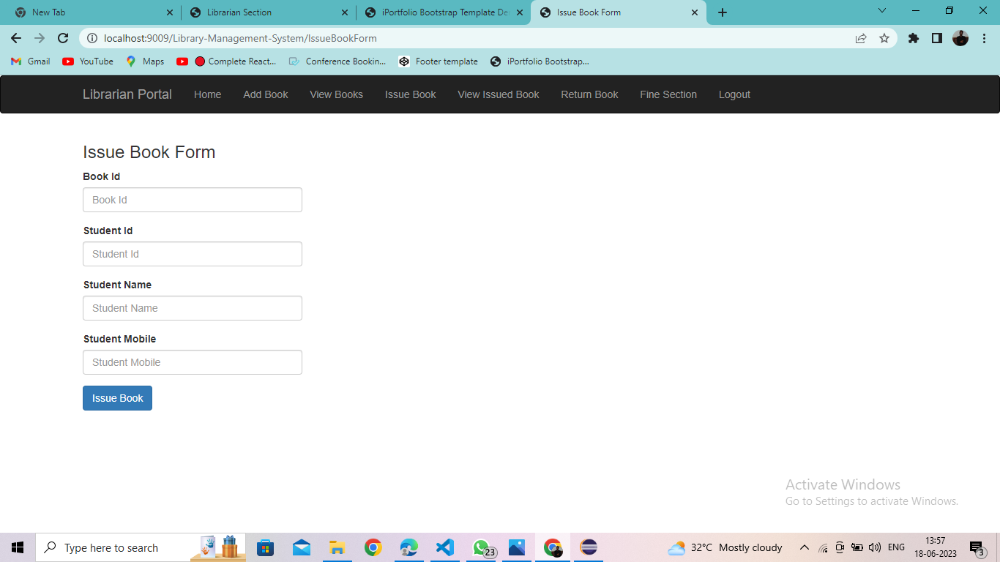 New Tab
Librarian Section
iPortfolio Bootstrap Template De
Issue Book Form
localhost:9009/Library-Management-System/IssueBookForm
Gmail
YouTube
Maps
Complete React...
Conference Bookin...
Footer template
iPortfolio Bootstrap...
Librarian Portal
Home
Add Book
View Books
Issue Book
View Issued Book
Return Book
Fine Section
Logout
Issue Book Form
Book Id
Book Id
Student Id
Student Id
Student Name
Student Name
Student Mobile
Student Mobile
Issue Book
Activate Windows
Go to Settings to activate Windows.
Type here to search
23
32°C Mostly cloudy
ENG
13:57
18-06-2023
3